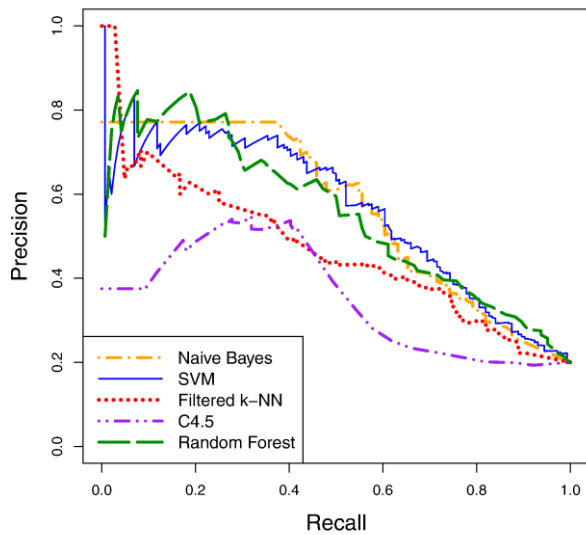 Precision
1.0
0.8
0.6
0.4
0.2
0.0
Naive Bayes
SVM
Filtered k−NN
C4.5
Random Forest
0.0 0.2 0.4 0.6 0.8 1.0
Recall